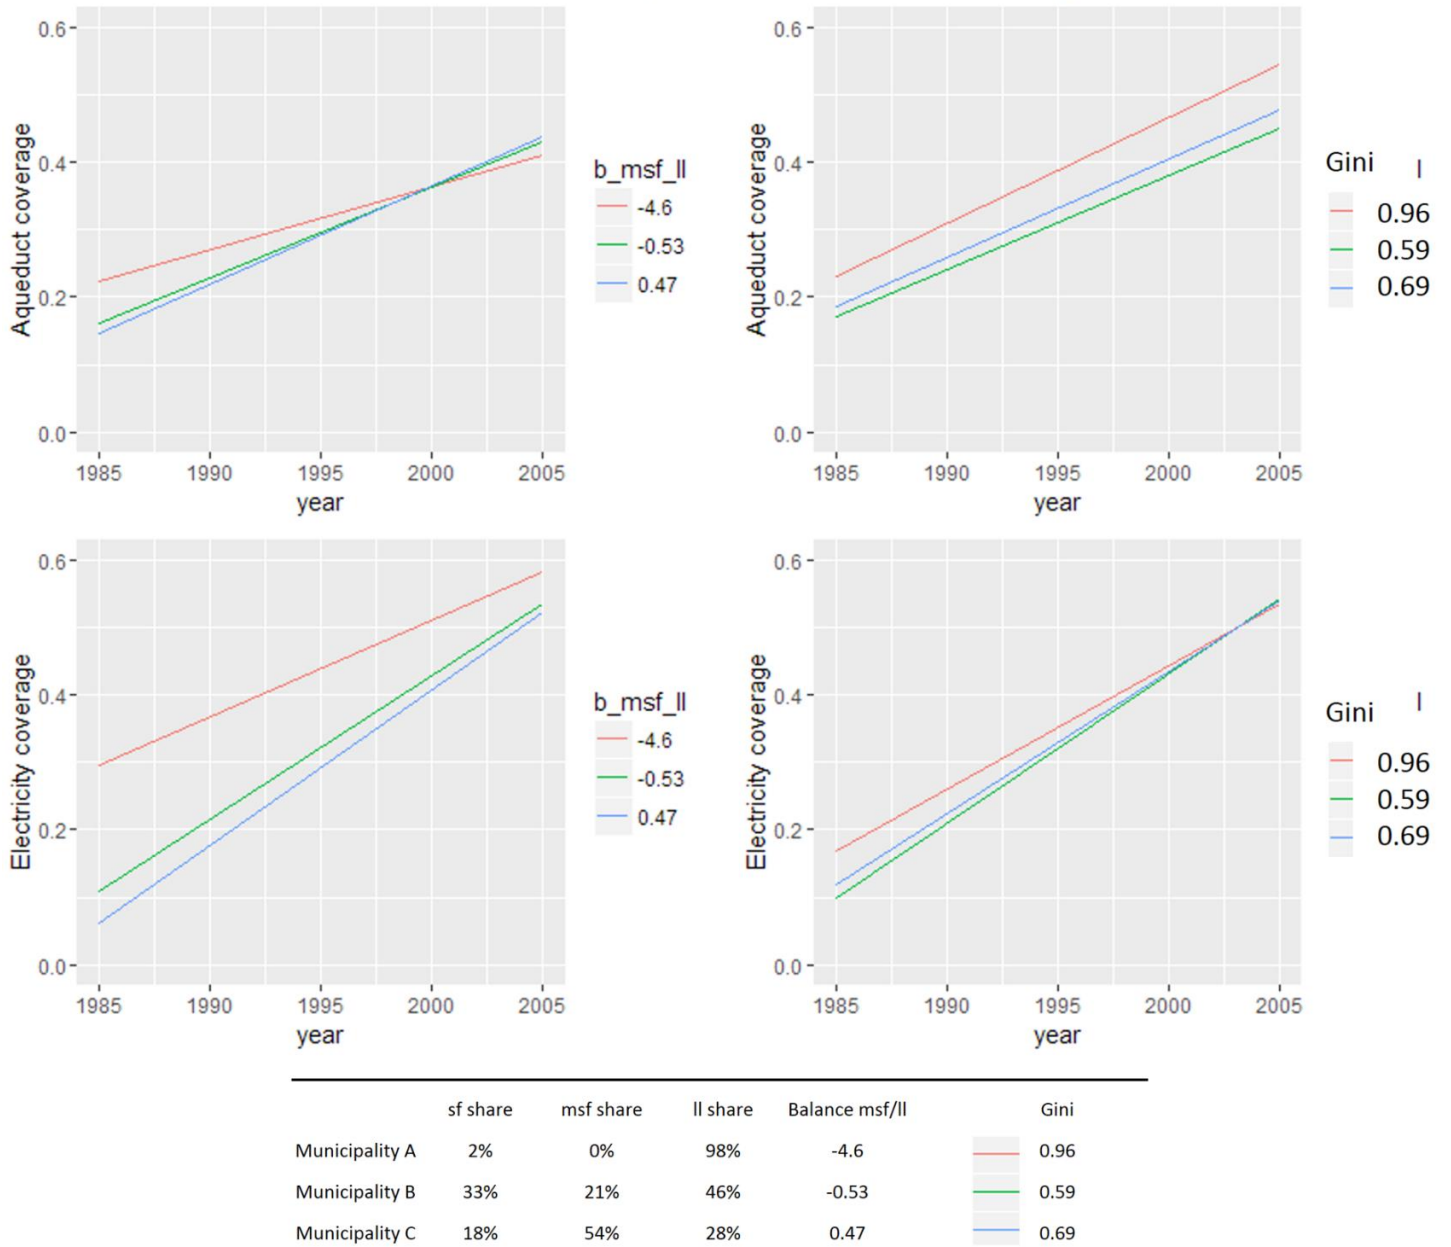 0.6
0.4
0.2
0.0
Aqueduct coverage
1985 1990 1995 2000 2005
year
b_msf_ll
-4.6
-0.53
0.47
0.6
0.4
0.2
0.0
Aqueduct coverage
1985 1990 1995 2000 2005
year
Gini l
0.96
0.59
0.69
0.6
0.4
0.2
0.0
Electricity coverage
1985 1990 1995 2000 2005
year
b_msf_ll
-4.6
-0.53
0.47
0.6
0.4
0.2
0.0
Electricity coverage
1985 1990 1995 2000 2005
year
Gini l
0.96
0.59
0.69
sf share msf share ll share Balance msf/ll Gini
Municipality A 2% 0% 98% -4.6 0.96
Municipality B 33% 21% 46% -0.53 0.59
Municipality C 18% 54% 28% 0.47 0.69